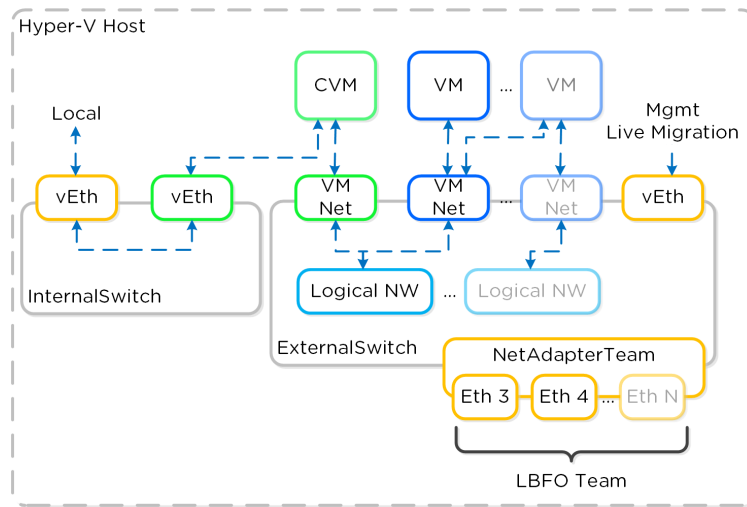 Hyper-V Host
CVM
VM
...
VM
Local
Mgmt
Live Migration
vEth
vEth
VM
Net
VM
Net
...
VM
Net
vEth
InternalSwitch
Logical NW
...
Logical NW
ExternalSwitch
NetAdapterTeam
Eth 3
Eth 4
...
Eth N
LBFO Team